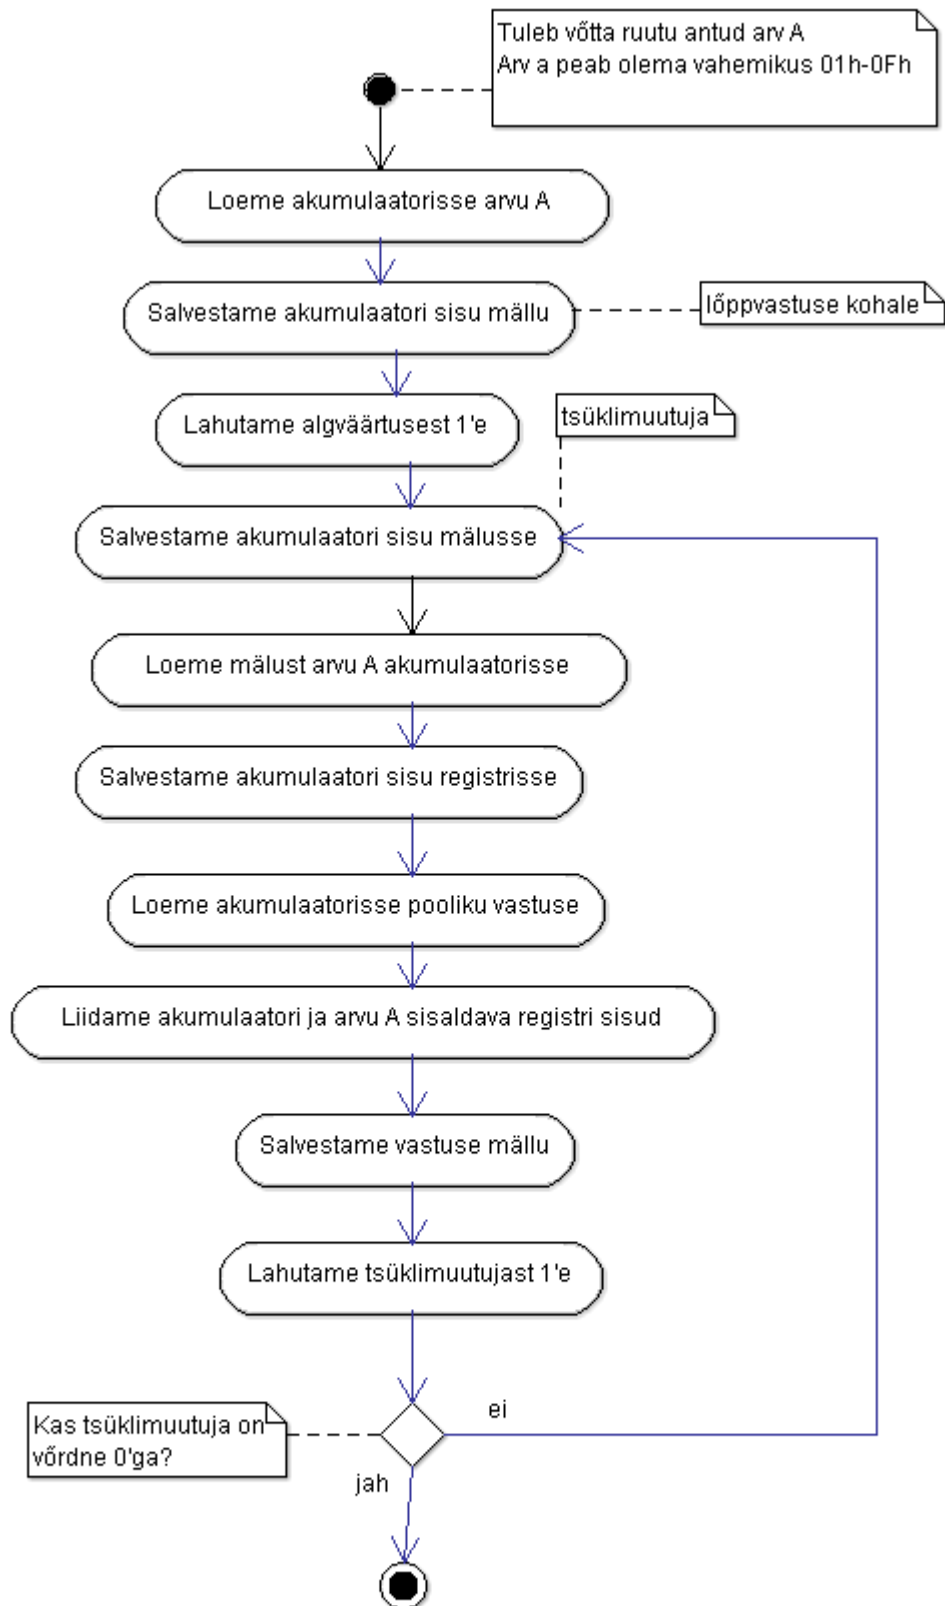 Tuleb võtta ruutu antud arv A
Arv a peab olema vahemikus 01h-0Fh
Loeme akumulaatorisse arvu A
Salvestame akumulaatori sisu mällu
lõppvastuse kohale
Lahutame algväärtusest 1'e
tsüklimuutuja
Salvestame akumulaatori sisu mälusse
Loeme mälust arvu A akumulaatorisse
Salvestame akumulaatori sisu registrisse
Loeme akumulaatorisse pooliku vastuse
Liidame akumulaatori ja arvu A sisaldava registri sisud
Salvestame vastuse mällu
Lahutame tsüklimuutujast 1'e
Kas tsüklimuutuja on
võrdne 0'ga?
ei
jah